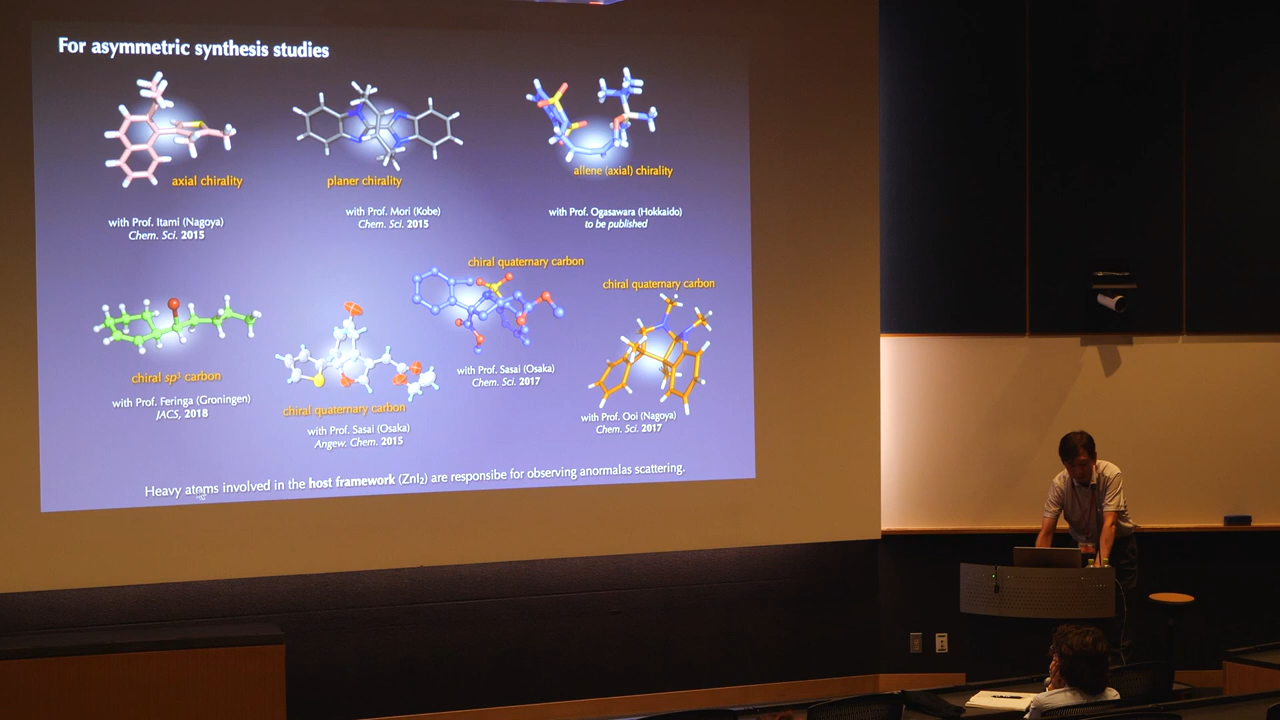 For asymmetric synthesis studies
axial chirality
with Prof. Itami (Nagoya)
Chem. Sci. 2015
planer chirality
with Prof. Mori (Kobe)
Chem. Sci. 2015
allene (axial) chirality
with Prof. Ogasawara (Hokkaido)
to be published
chiral sp³ carbon
with Prof. Feringa (Groningen)
JACS, 2018
chiral quaternary carbon
with Prof. Sasai (Osaka)
Angew. Chem. 2015
chiral quaternary carbon
with Prof. Sasai (Osaka)
Chem. Sci. 2017
chiral quaternary carbon
with Prof. Ooi (Nagoya)
Chem. Sci. 2017
Heavy atoms involved in the host framework (ZnI₂) are responsibe for observing anormalas scattering.